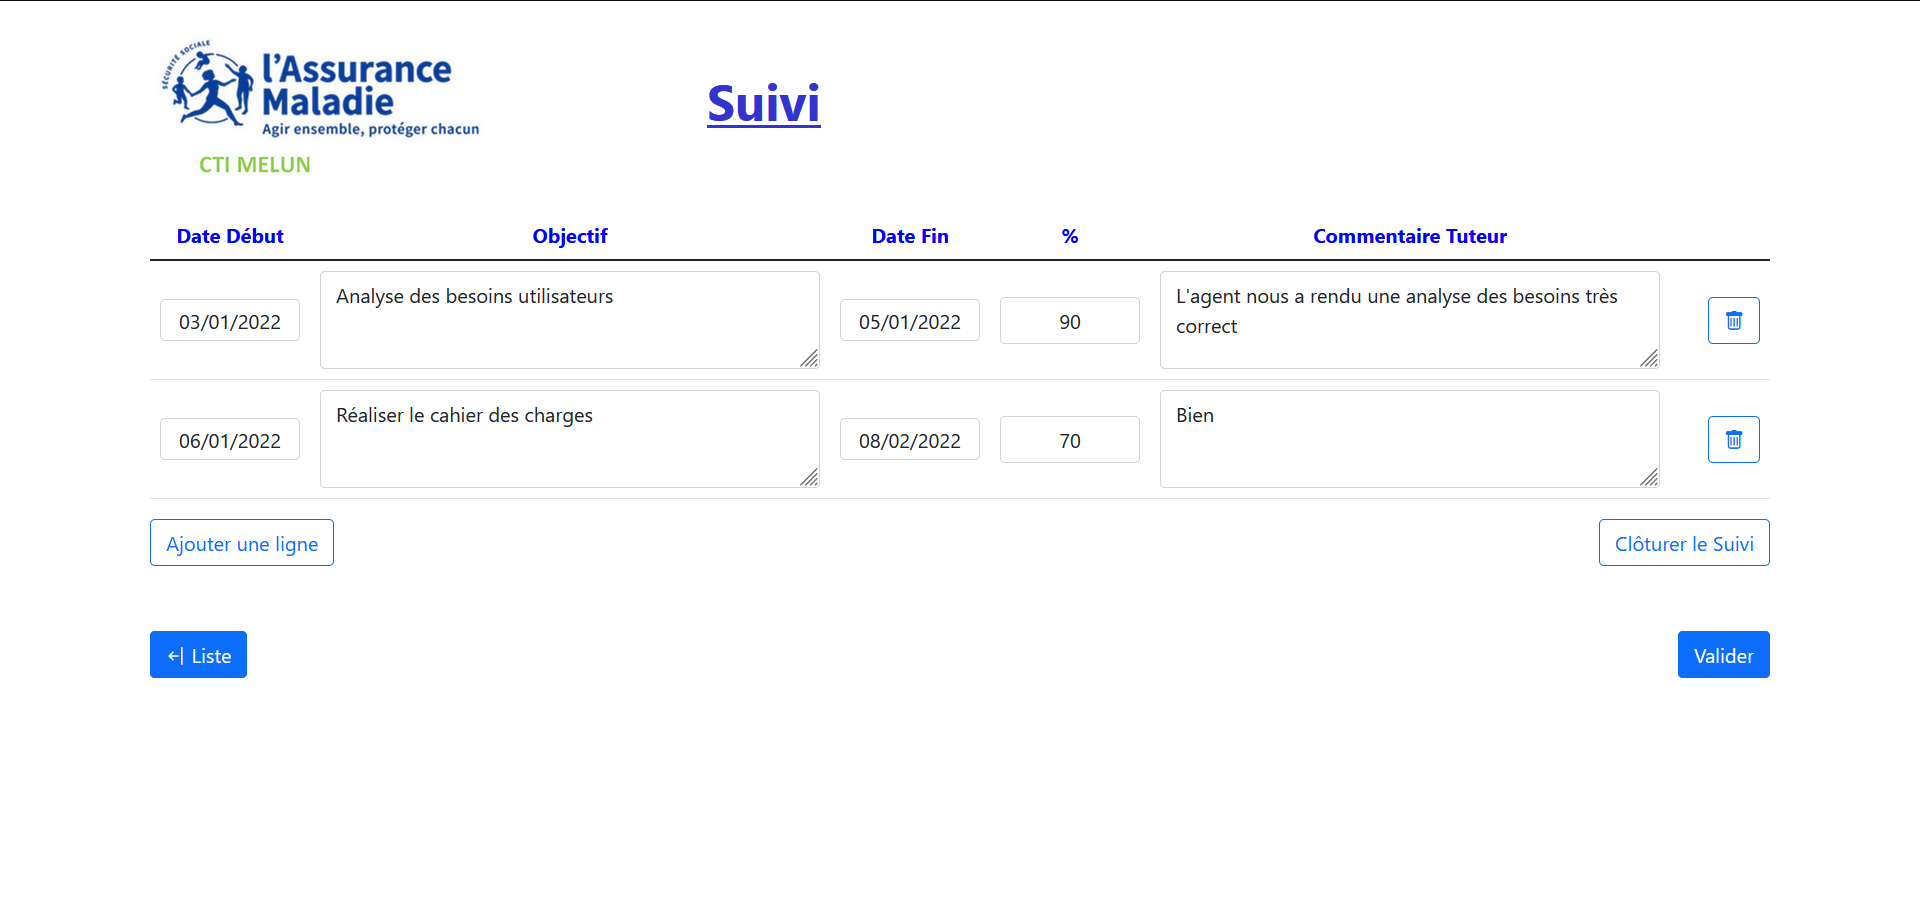 SÉCURITÉ SOCIALE
l'Assurance
Maladie
Agir ensemble, protéger chacun
CTI MELUN
Suivi
Date Début Objectif Date Fin % Commentaire Tuteur
03/01/2022 Analyse des besoins utilisateurs 05/01/2022 90 L'agent nous a rendu une analyse des besoins très
correct
06/01/2022 Réaliser le cahier des charges 08/02/2022 70 Bien
Ajouter une ligne Clôturer le Suivi
Liste Valider